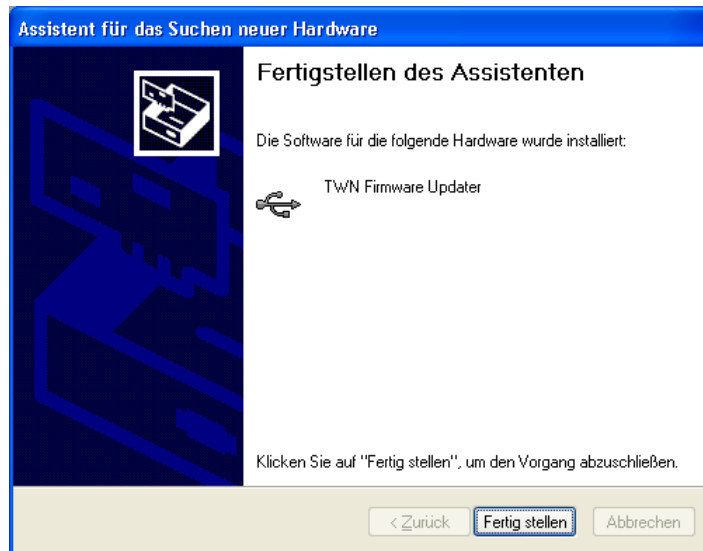 Assistent für das Suchen neuer Hardware
Fertigstellen des Assistenten
Die Software für die folgende Hardware wurde installiert:
TWN Firmware Updater
Klicken Sie auf "Fertig stellen", um den Vorgang abzuschließen.
< Zurück Fertig stellen Abbrechen